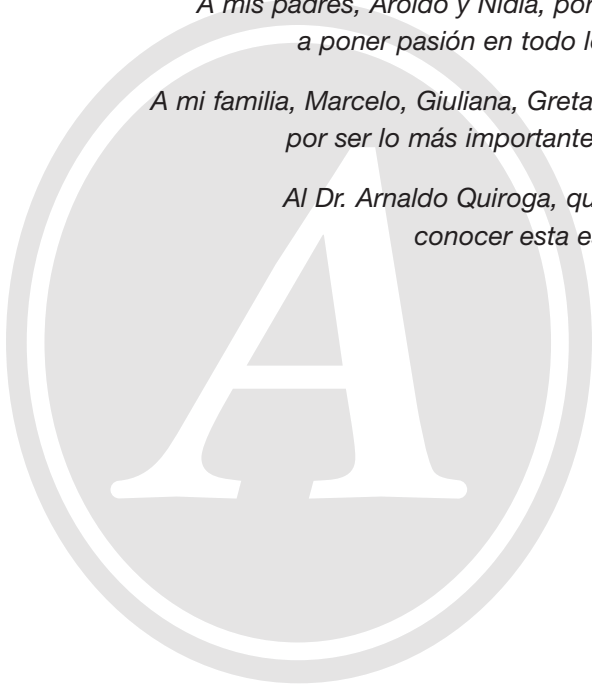 A mis padres, Aroldo y Nidia, por
a poner pasión en todo l
A mi familia, Marcelo, Giuliana, Greta
por ser lo más importante
Al Dr. Arnaldo Quiroga, qu
conocer esta e
A